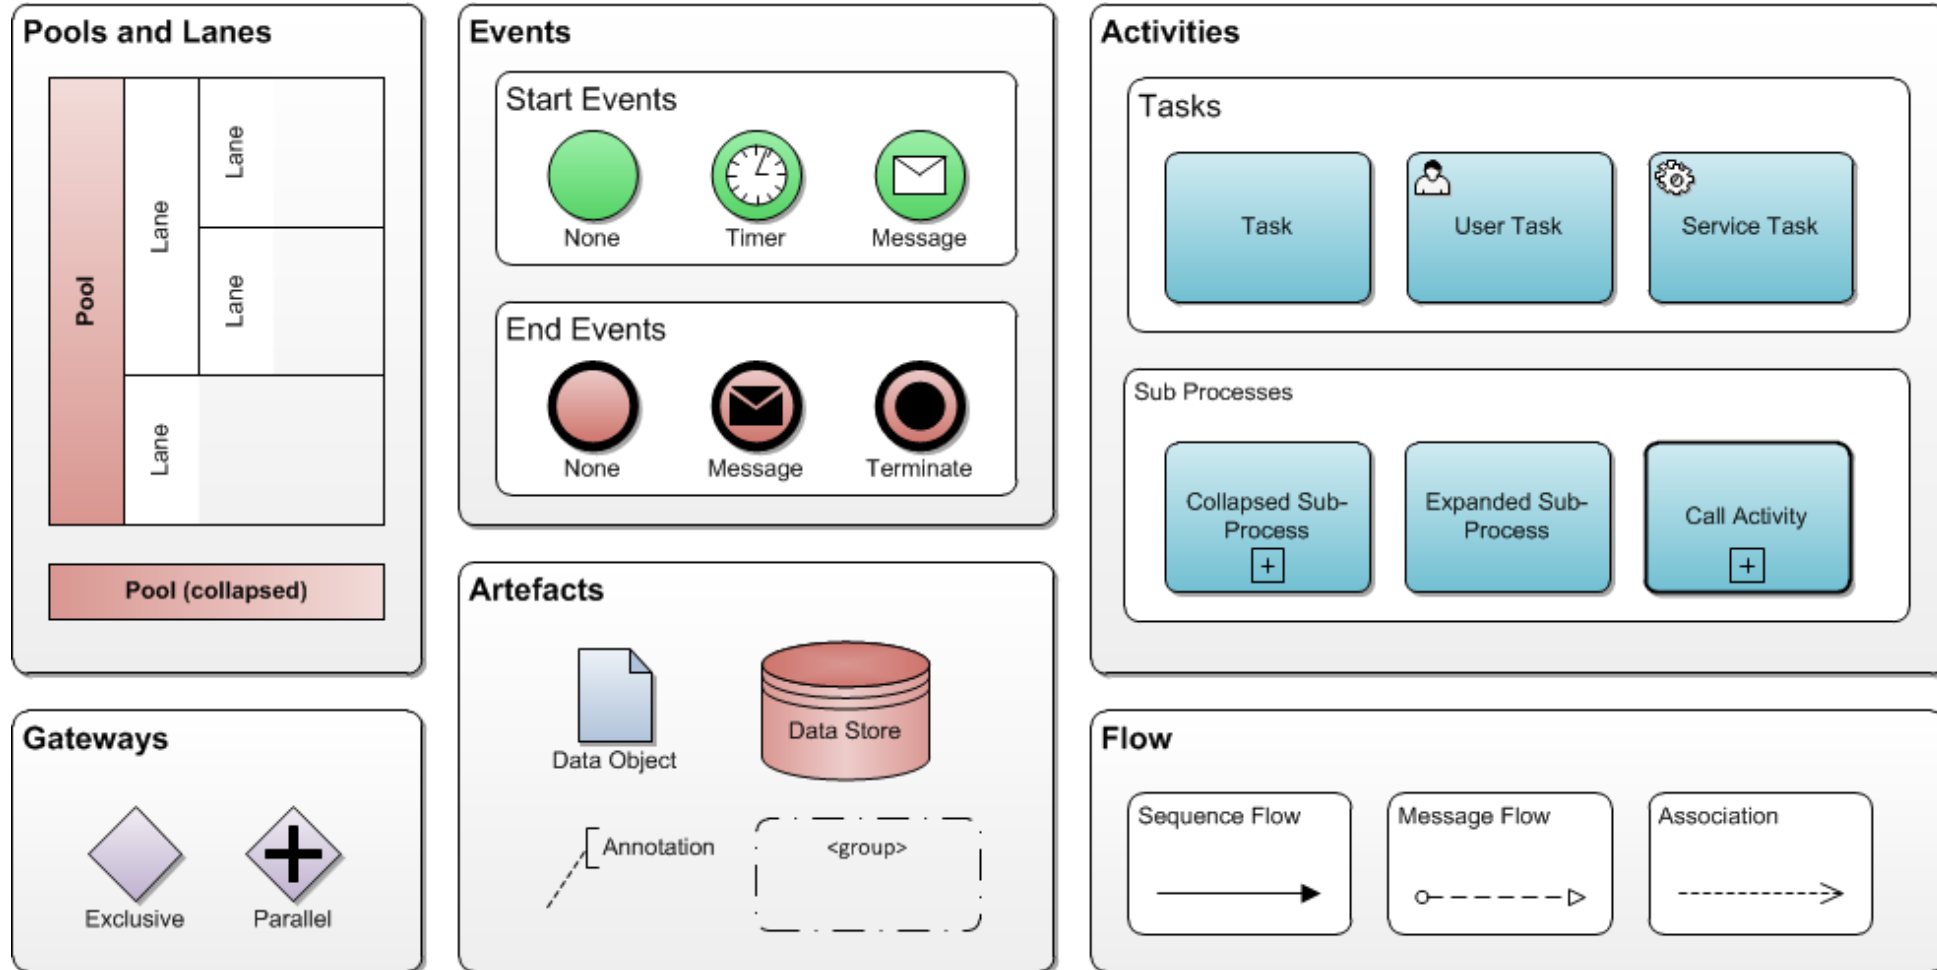 Pools and Lanes
Pool
Lane
Lane
Lane
Lane
Pool (collapsed)
Gateways
Exclusive
Parallel
Events
Start Events
None
Timer
Message
End Events
None
Message
Terminate
Artefacts
Data Object
Data Store
Annotation
<group>
Activities
Tasks
Task
User Task
Service Task
Sub Processes
Collapsed Sub-
Process
Expanded Sub-
Process
Call Activity
Flow
Sequence Flow
Message Flow
Association